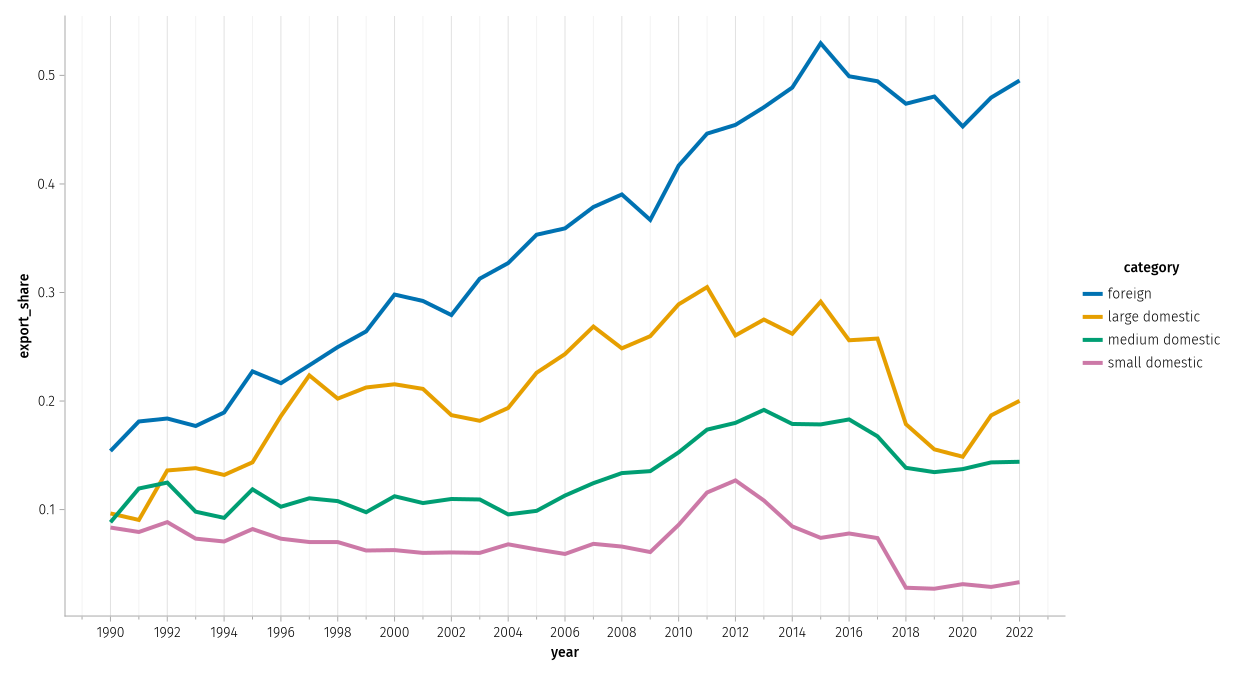 0.5
0.4
0.3
0.2
0.1
export_share
1990 1992 1994 1996 1998 2000 2002 2004 2006 2008 2010 2012 2014 2016 2018 2020 2022
year
category
foreign
large domestic
medium domestic
small domestic